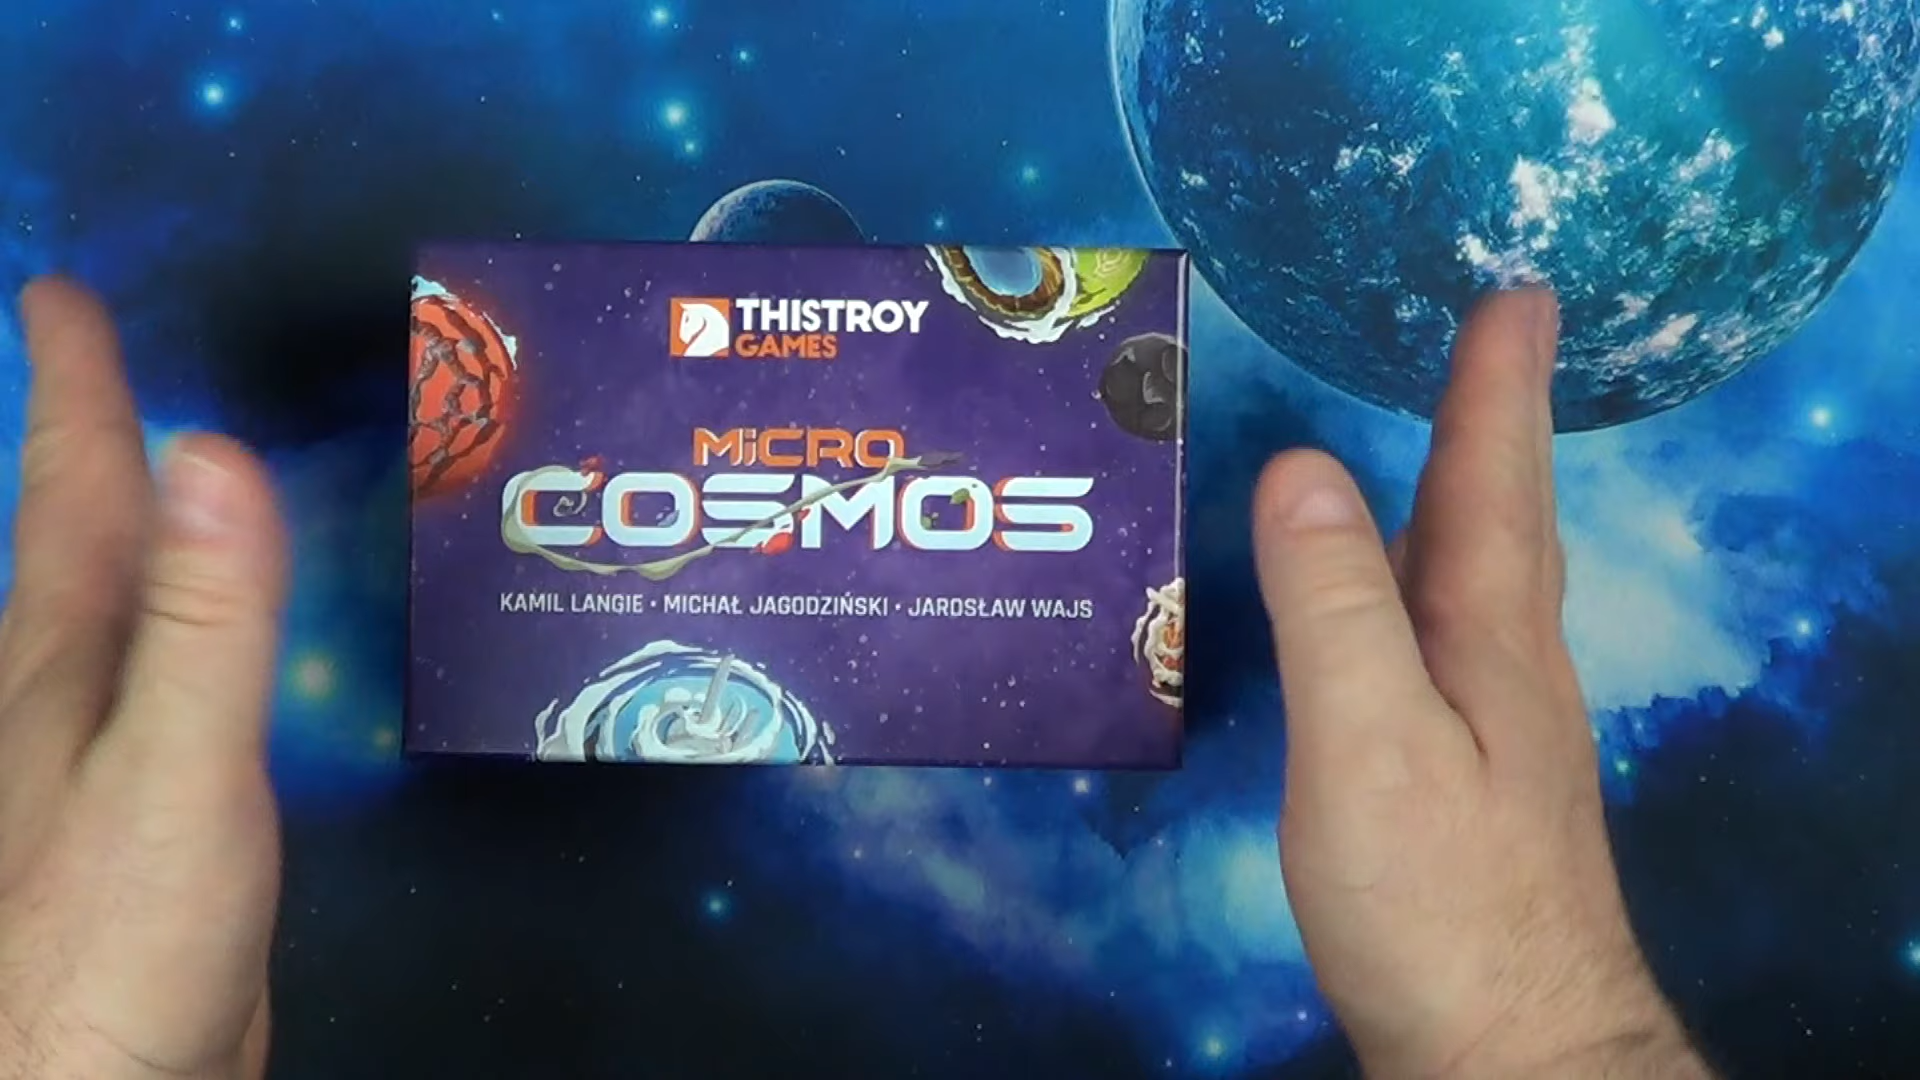 THISTROY
GAMES
MiCRO
COSMOS
KAMIL LANGIE • MICHAŁ JAGODZIŃSKI • JAROSŁAW WAJS